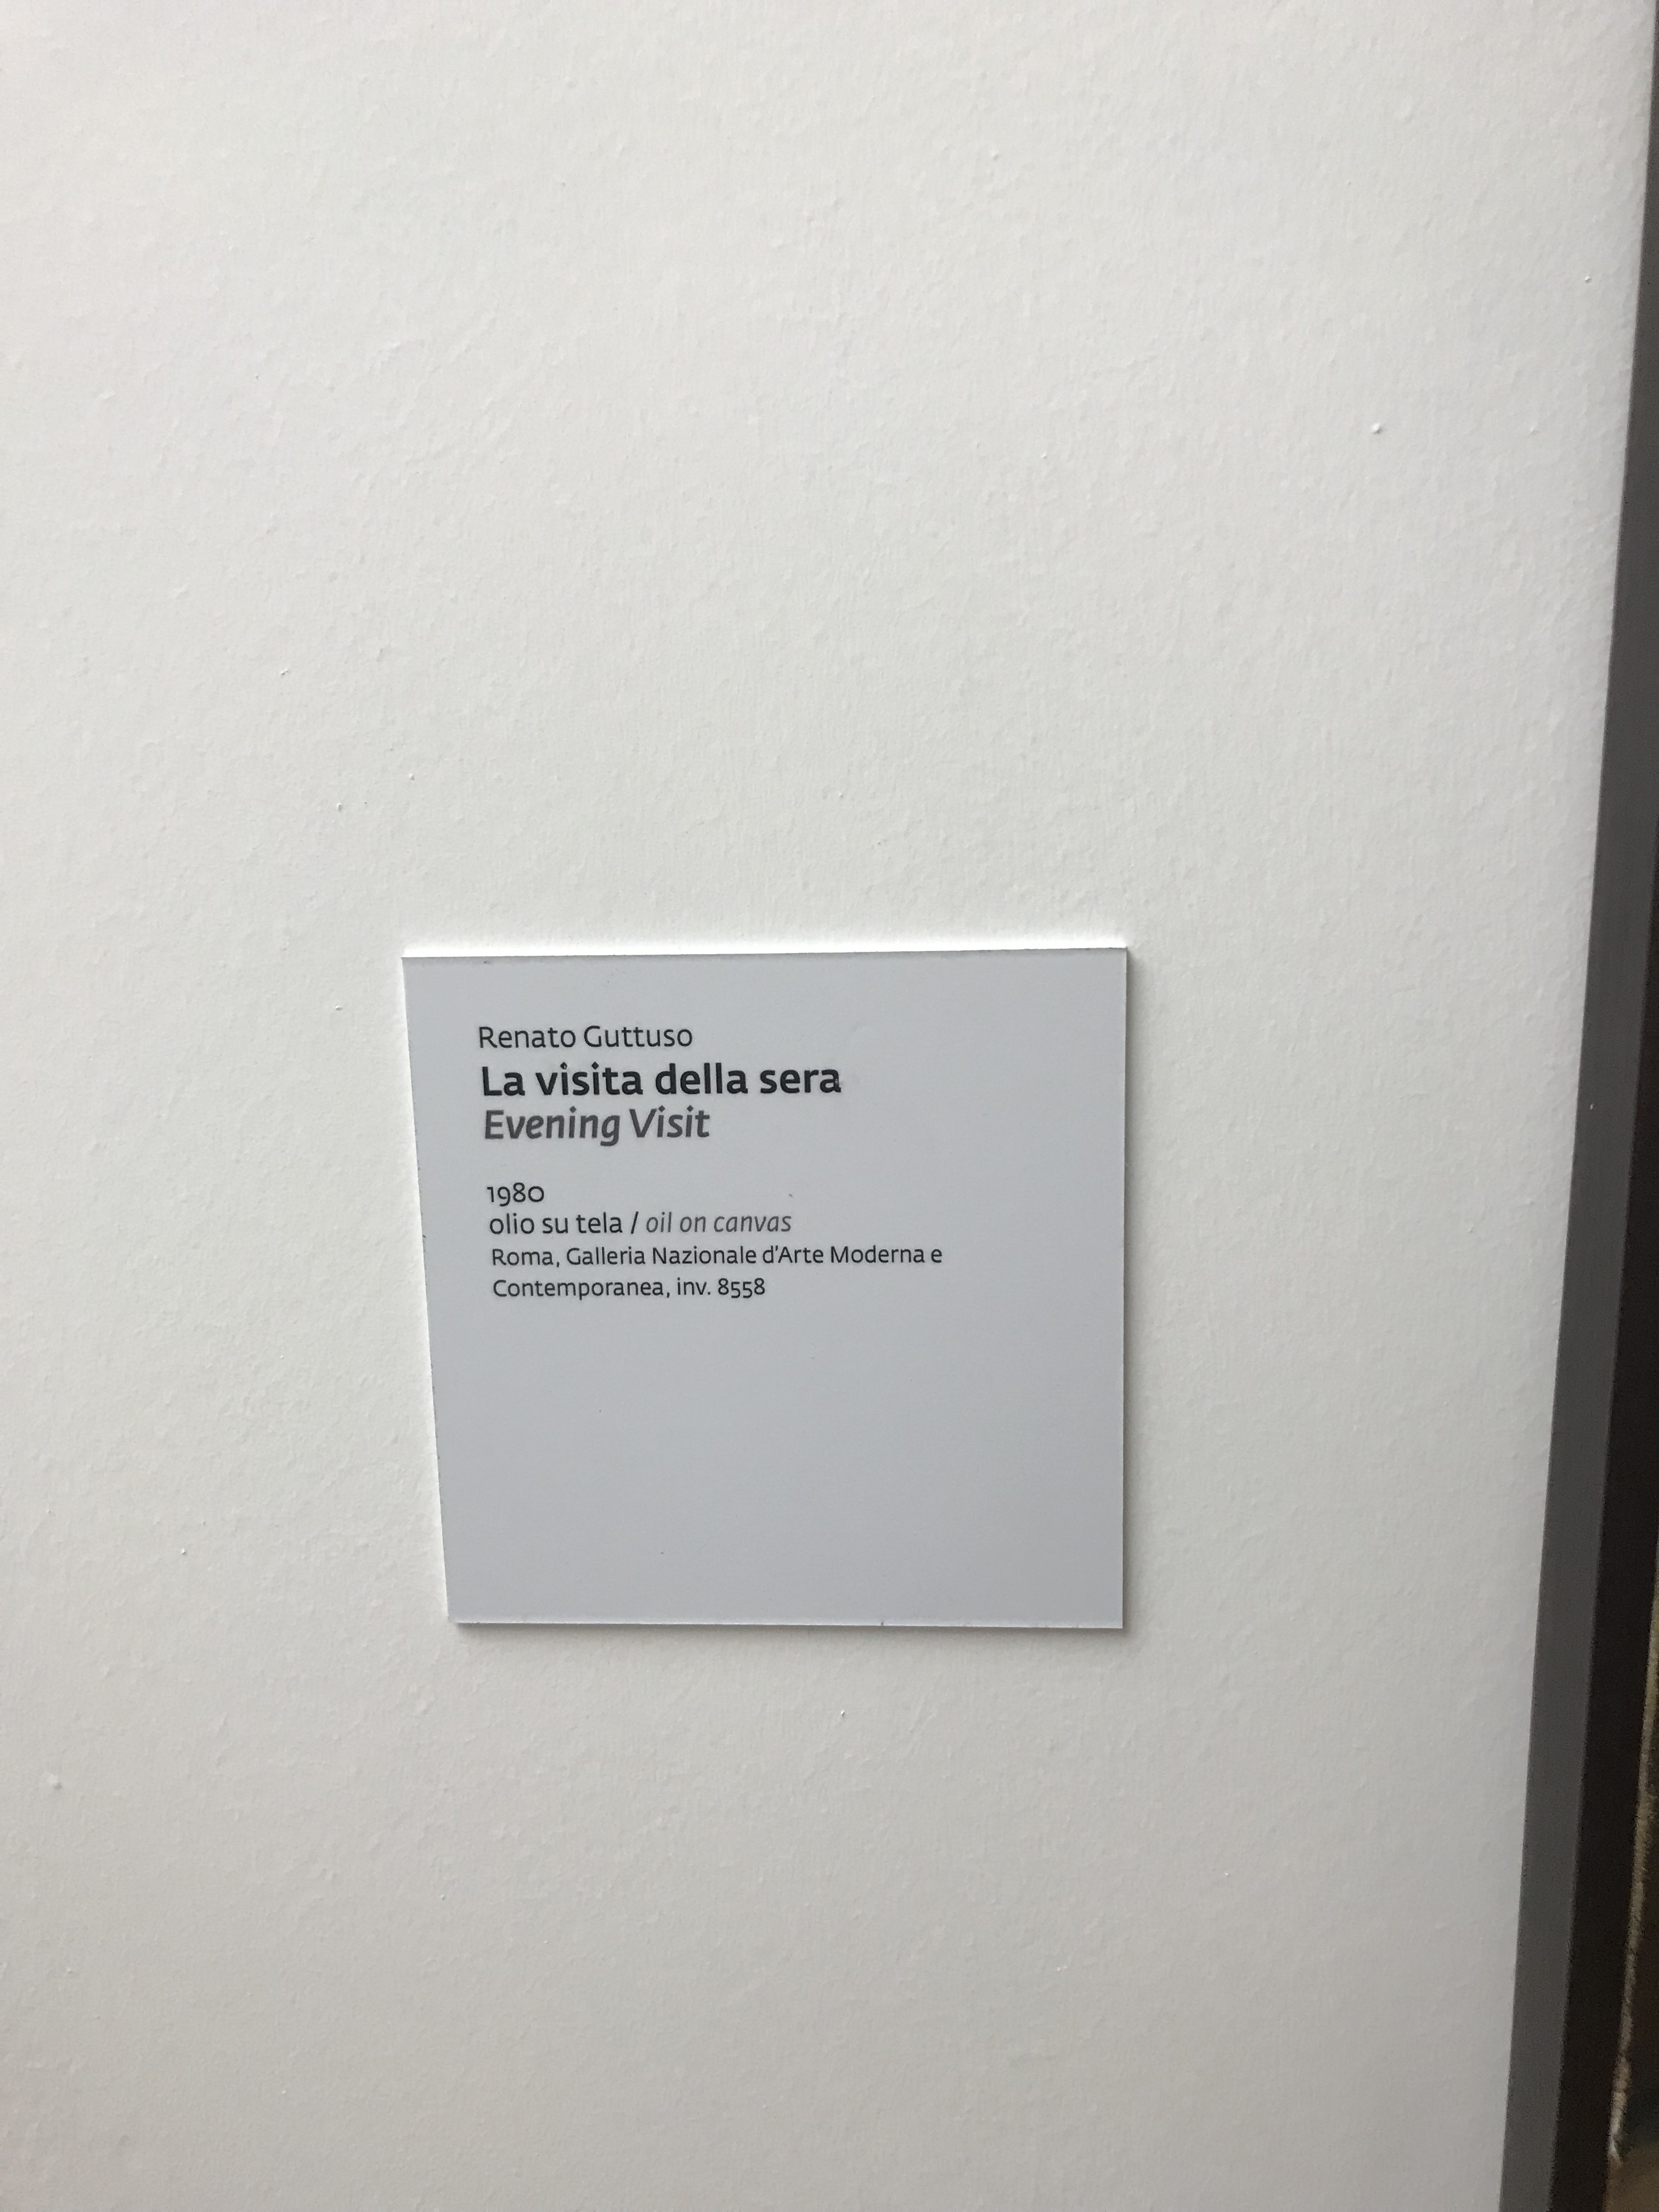 Renato Guttuso
La visita della sera
Evening Visit
1980
olio su tela / oil on canvas
Roma, Galleria Nazionale d'Arte Moderna e
Contemporanea, inv. 8558